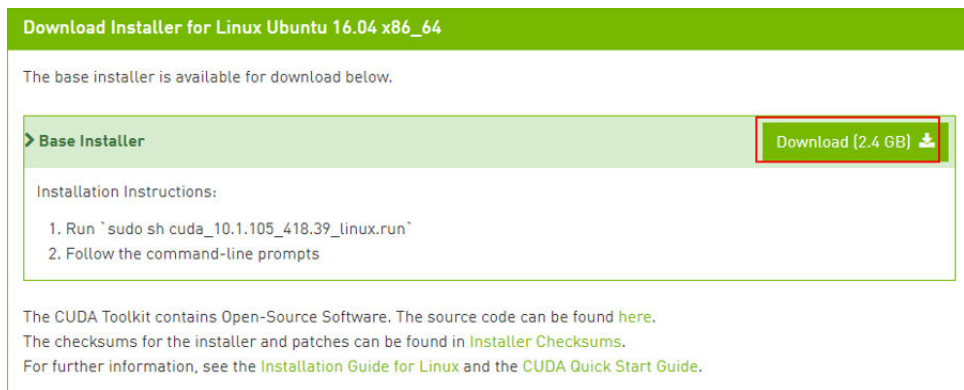 Download Installer for Linux Ubuntu 16.04 x86_64
The base installer is available for download below.
Base Installer
Download (2.4 GB)
Installation Instructions:
1. Run `sudo sh cuda_10.1.105_418.39_linux.run`
2. Follow the command-line prompts
The CUDA Toolkit contains Open-Source Software. The source code can be found here.
The checksums for the installer and patches can be found in Installer Checksums.
For further information, see the Installation Guide for Linux and the CUDA Quick Start Guide.